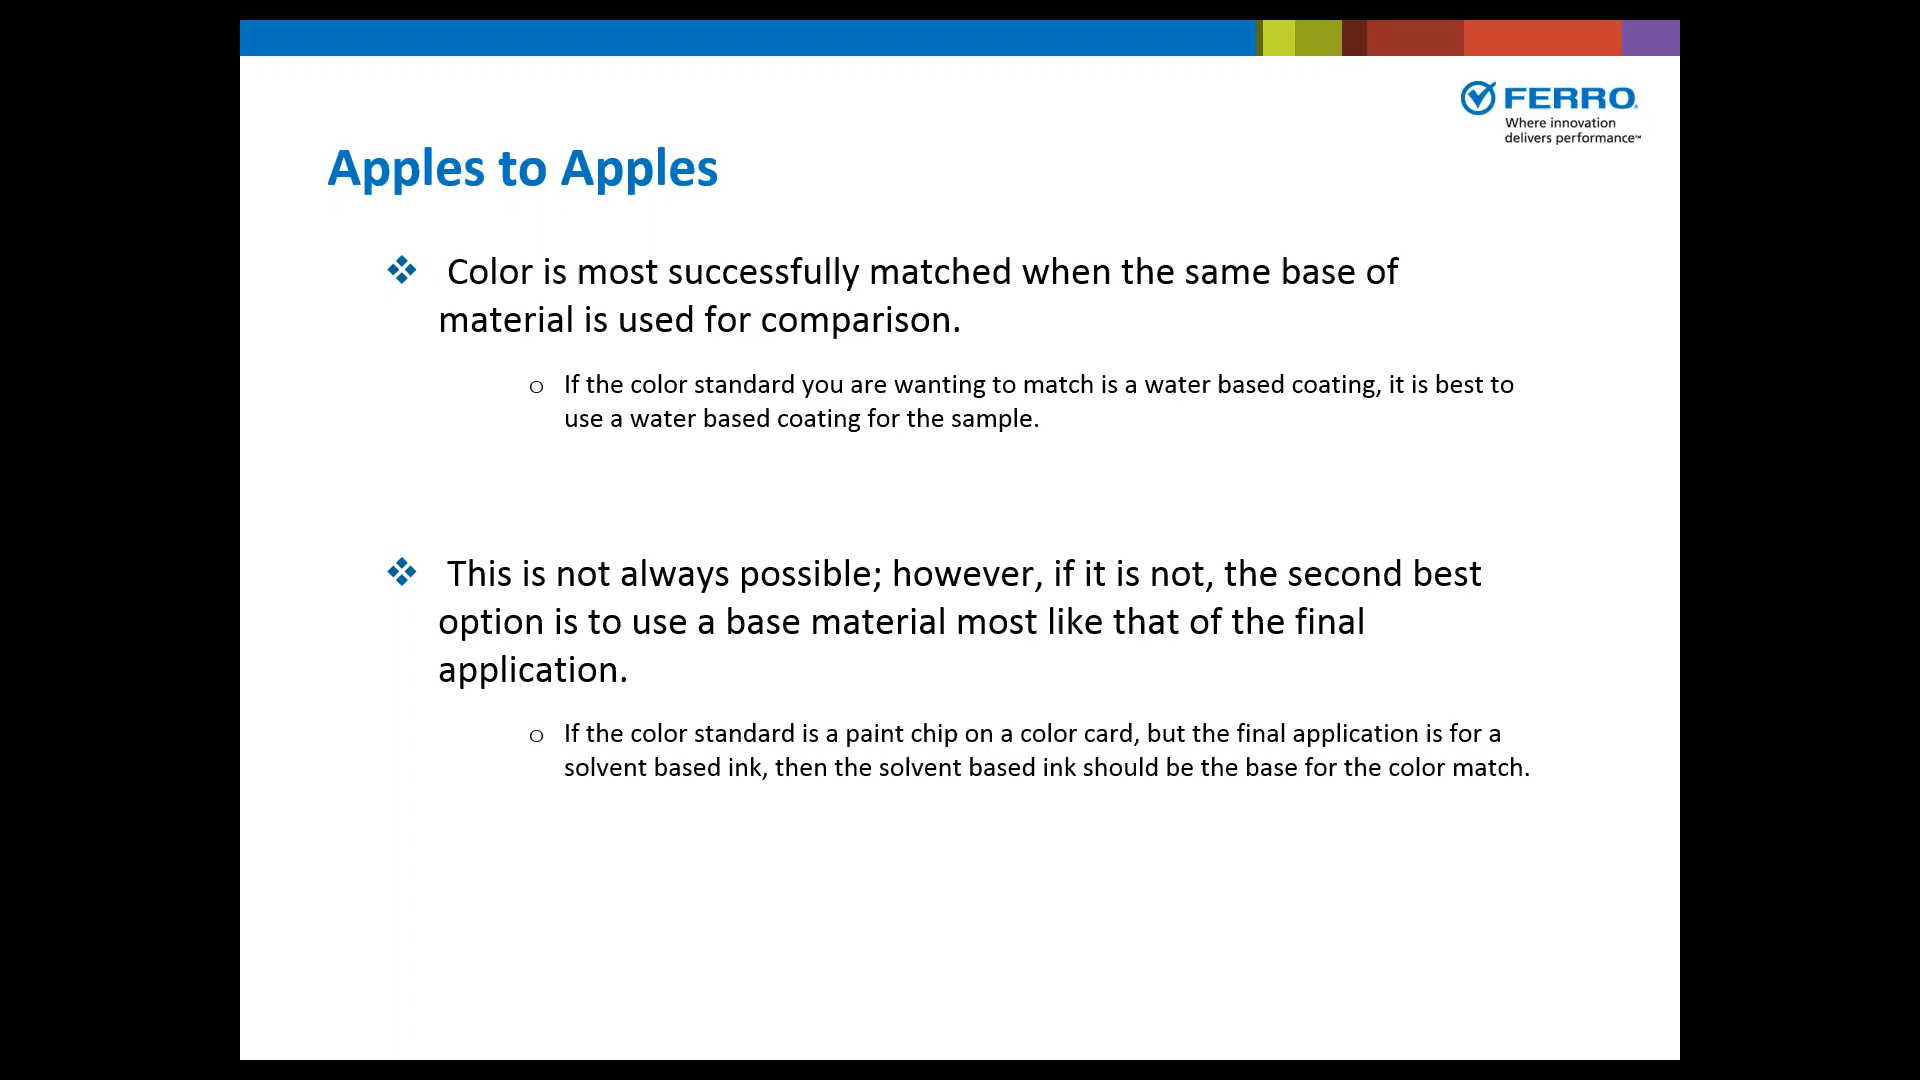 FERRO
Where innovation
delivers performance™
Apples to Apples
Color is most successfully matched when the same base of
material is used for comparison.
o If the color standard you are wanting to match is a water based coating, it is best to
use a water based coating for the sample.
This is not always possible; however, if it is not, the second best
option is to use a base material most like that of the final
application.
o If the color standard is a paint chip on a color card, but the final application is for a
solvent based ink, then the solvent based ink should be the base for the color match.